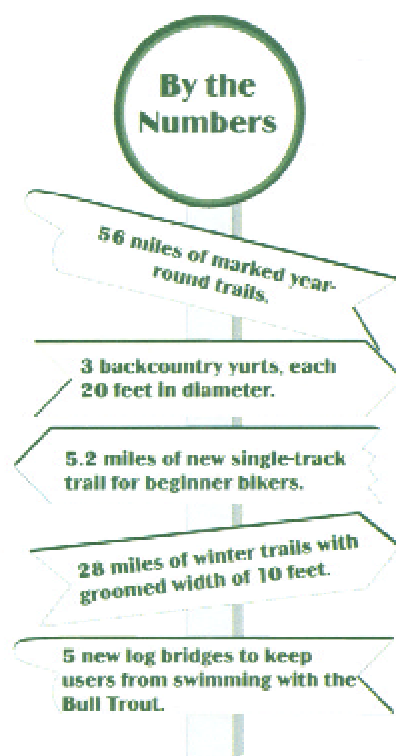 By the
Numbers
56 miles of marked year-
round trails.
3 backcountry yurts, each
20 feet in diameter.
5.2 miles of new single-track
trail for beginner bikers.
28 miles of winter trails with
groomed width of 10 feet.
5 new log bridges to keep
users from swimming with the
Bull Trout.